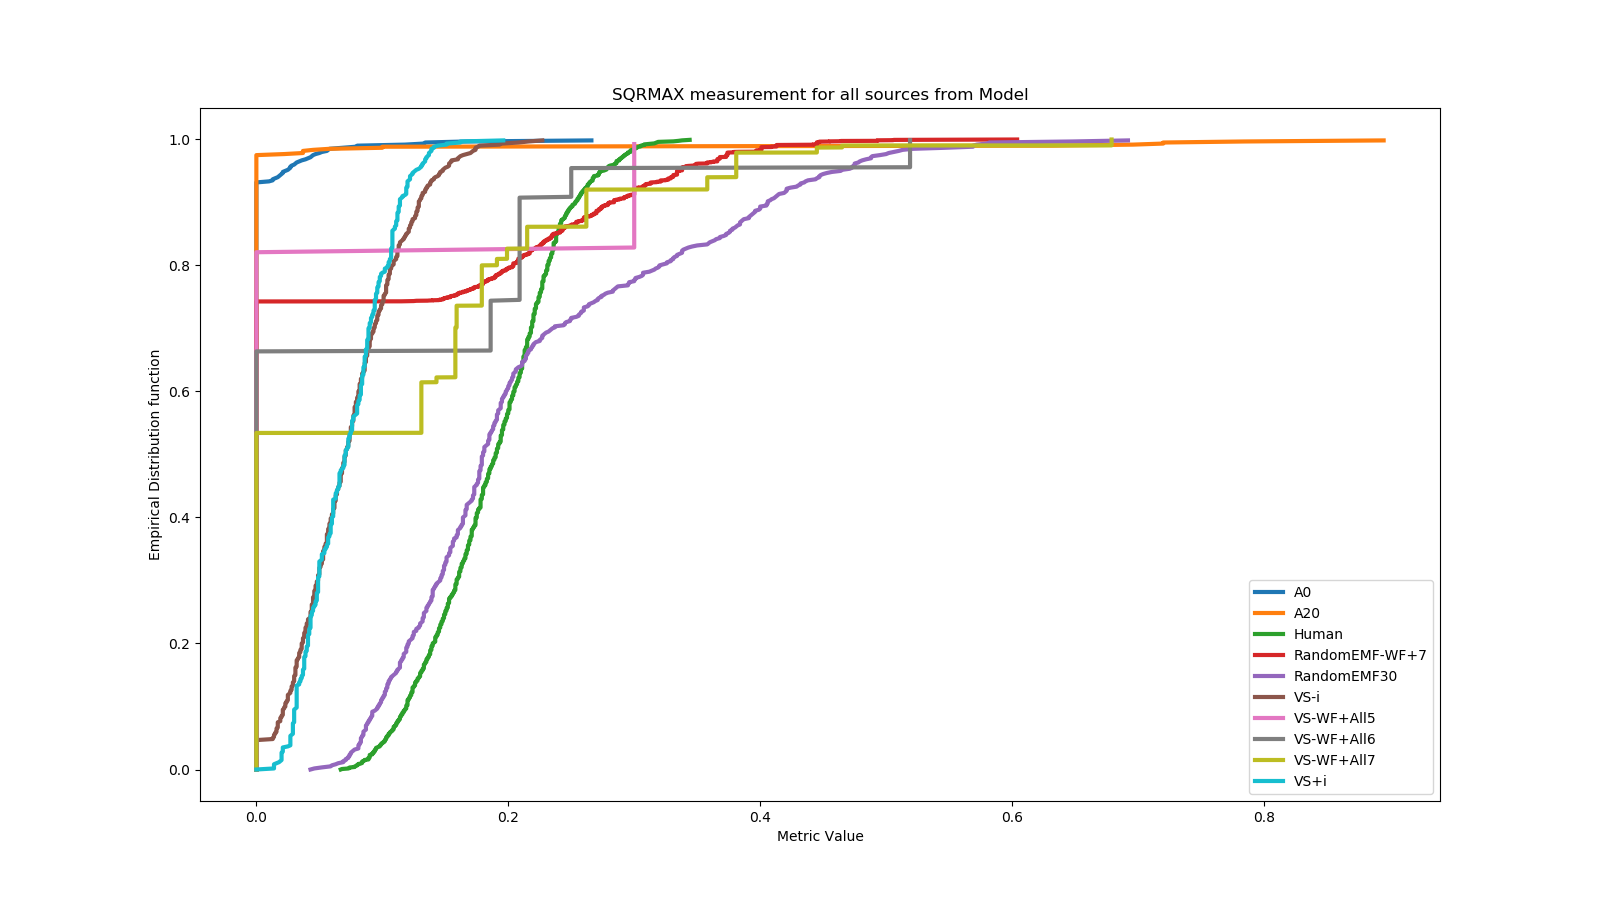 SQRMAX measurement for all sources from Model
1.0
0.8
0.6
0.4
0.2
0.0
Empirical Distribution function
0.0 0.2 0.4 0.6 0.8
Metric Value
A0
A20
Human
RandomEMF-WF+7
RandomEMF30
VS-i
VS-WF+All5
VS-WF+All6
VS-WF+All7
VS+i